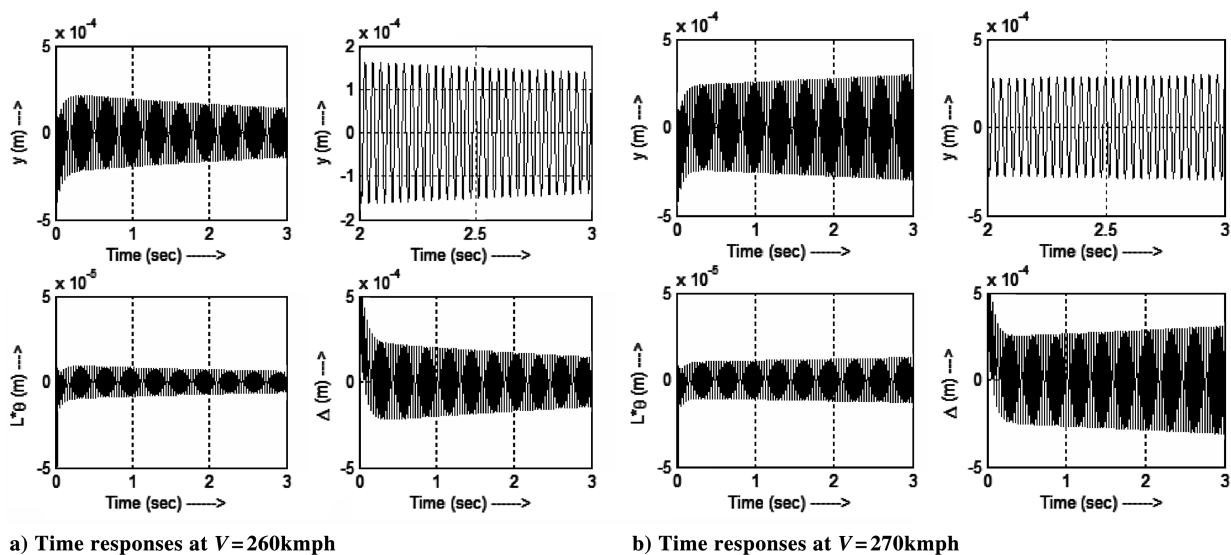 x 10⁻⁴
5
0
-5
y (m) --->
0 1 2 3
Time (sec) ------>
x 10⁻⁴
2
1
0
-1
-2
y (m) --->
2 2.5 3
Time (sec) ------>
x 10⁻⁵
5
0
-5
L*θ (m) --->
0 1 2 3
Time (sec) ------>
x 10⁻⁴
5
0
-5
Δ (m) --->
0 1 2 3
Time (sec) ------>
a) Time responses at V=260kmph
x 10⁻⁴
5
0
-5
y (m) --->
0 1 2 3
Time (sec) ------>
x 10⁻⁴
5
0
-5
y (m) --->
2 2.5 3
Time (sec) ------>
x 10⁻⁵
5
0
-5
L*θ (m) --->
0 1 2 3
Time (sec) ------>
x 10⁻⁴
5
0
-5
Δ (m) --->
0 1 2 3
Time (sec) ------>
b) Time responses at V=270kmph